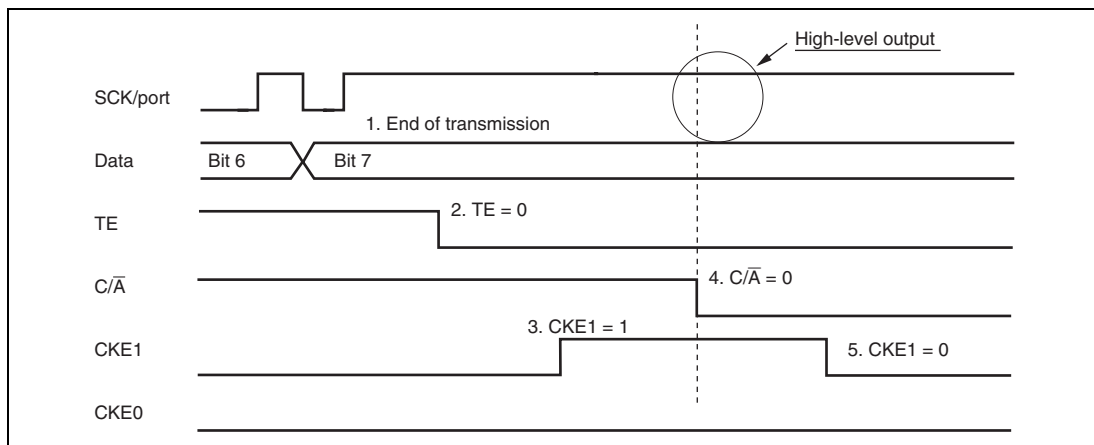 High-level output
SCK/port
1. End of transmission
Data
Bit 6
Bit 7
2. TE = 0
TE
C/A̅
4. C/A̅ = 0
3. CKE1 = 1
CKE1
5. CKE1 = 0
CKE0